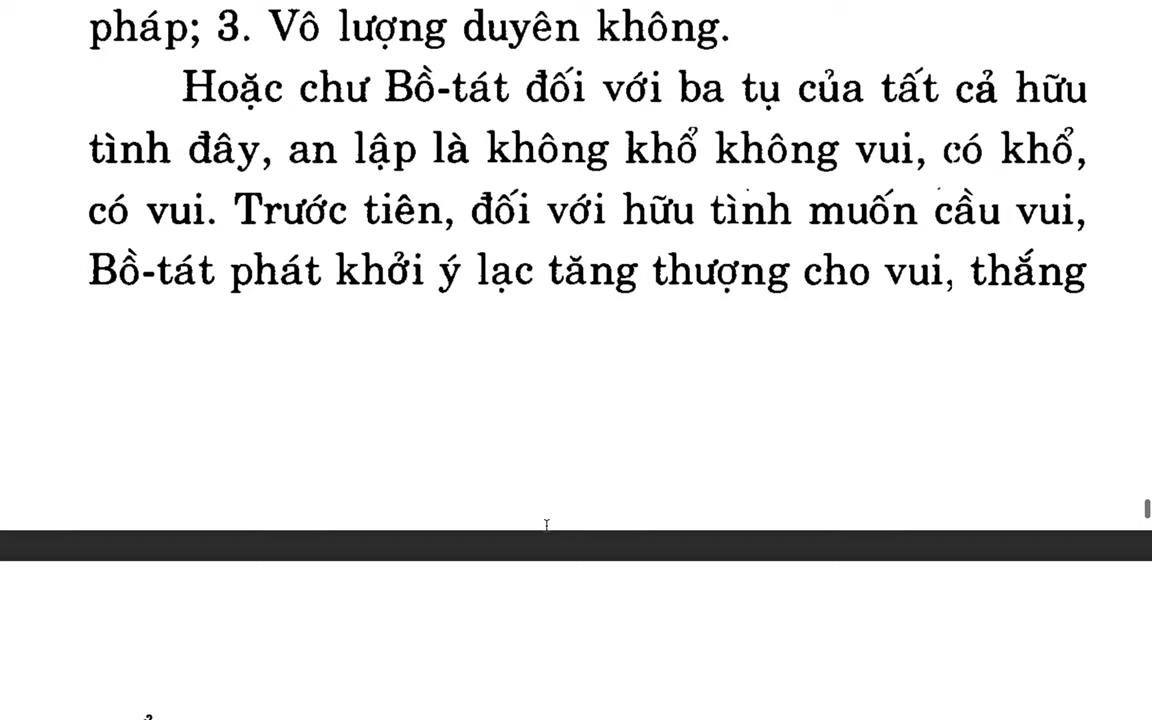 pháp; 3. Vô lượng duyên không.
Hoặc chư Bồ-tát đối với ba tụ của tất cả hữu
tình đây, an lập là không khổ không vui, có khổ,
có vui. Trước tiên, đối với hữu tình muốn cầu vui,
Bồ-tát phát khởi ý lạc tăng thượng cho vui, thắng